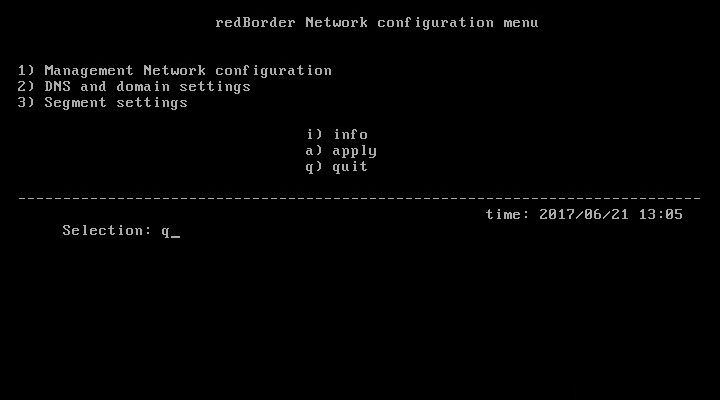 redBorder Network configuration menu
1) Management Network configuration
2) DNS and domain settings
3) Segment settings
i) info
a) apply
q) quit
------------------------------------------------------------------------------
time: 2017/06/21 13:05
Selection: q_